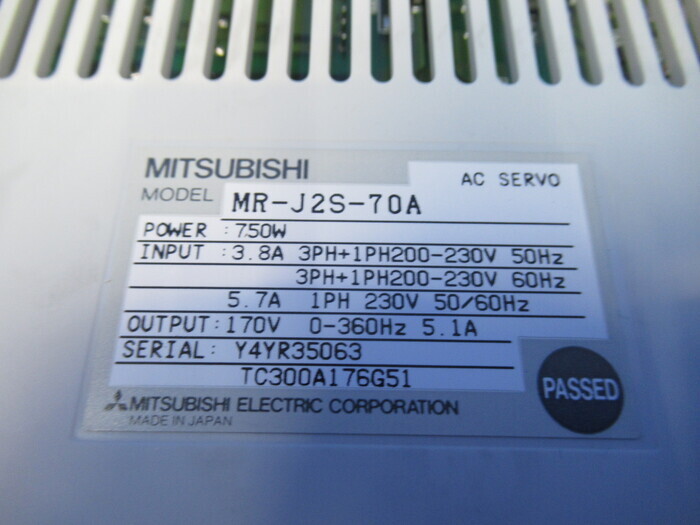 MITSUBISHI
AC SERVO
MODEL MR-J2S-70A
POWER : 750W
INPUT : 3.8A 3PH+1PH200-230V 50Hz
3PH+1PH200-230V 60Hz
5.7A 1PH 230V 50/60Hz
OUTPUT: 170V 0-360Hz 5.1A
SERIAL: Y4YR35063
TC300A176G51
PASSED
MITSUBISHI ELECTRIC CORPORATION
MADE IN JAPAN